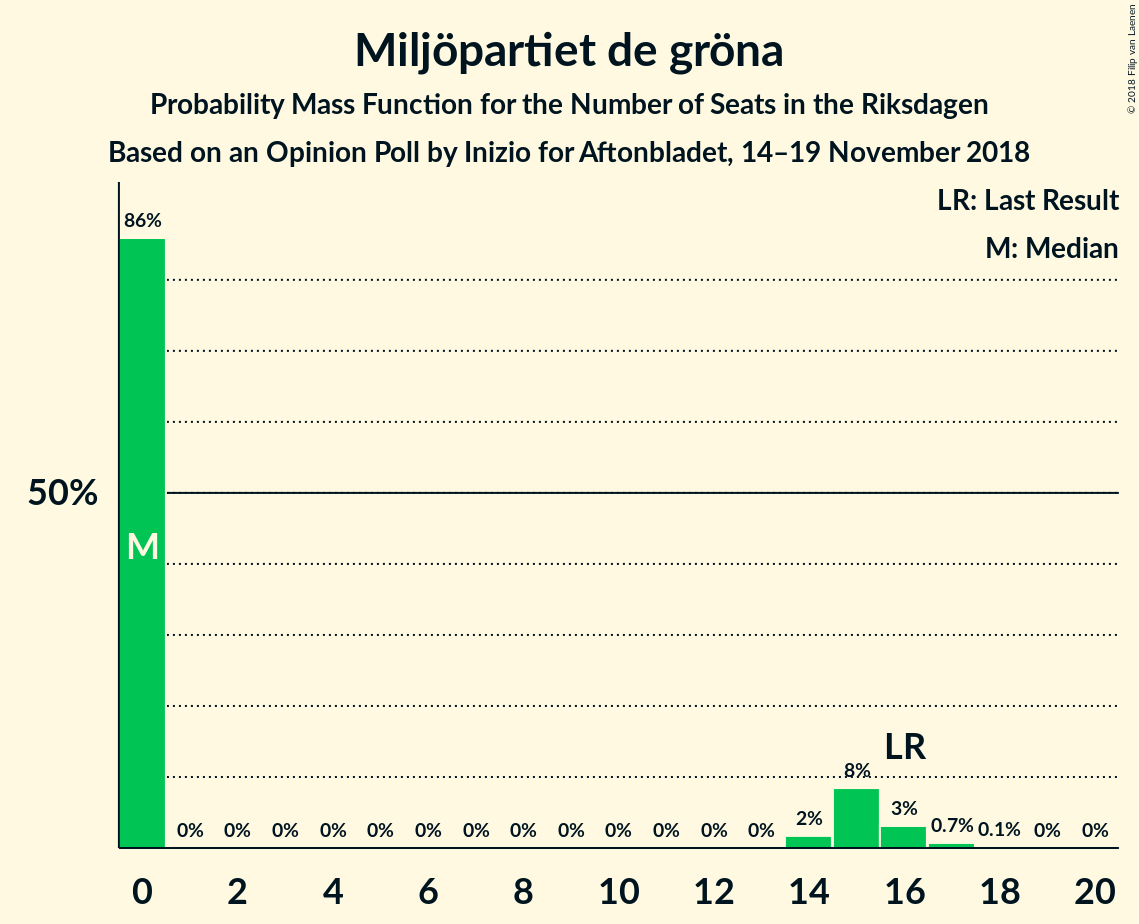 Miljöpartiet de gröna
Probability Mass Function for the Number of Seats in the Riksdagen
Based on an Opinion Poll by Inizio for Aftonbladet, 14–19 November 2018
© 2018 Filip van Laenen
LR: Last Result
M: Median
86%
50%
M
LR
0% 0% 0% 0% 0% 0% 0% 0% 0% 0% 0% 0% 0% 2% 8% 3% 0.7% 0.1% 0% 0%
0 2 4 6 8 10 12 14 16 18 20